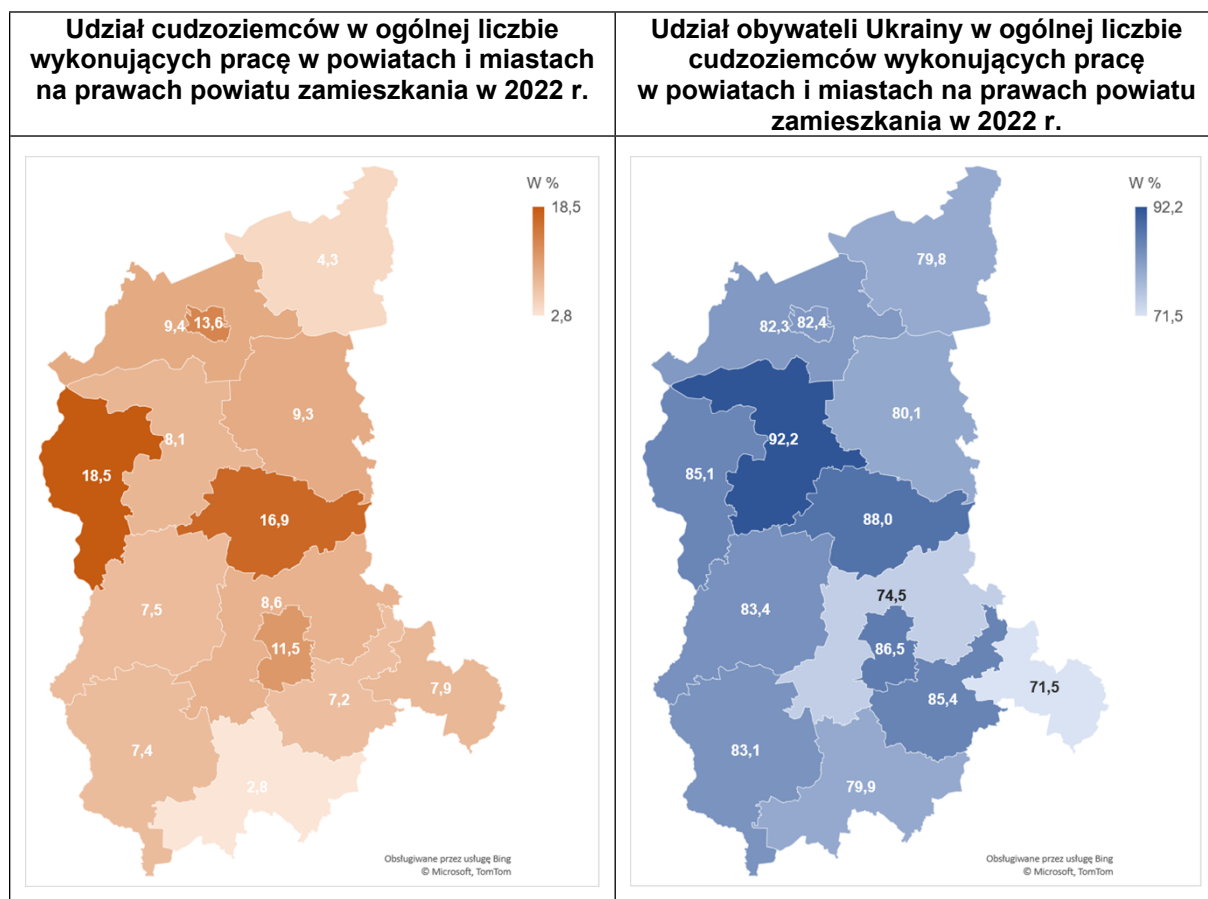 Udział cudzoziemców w ogólnej liczbie
wykonujących pracę w powiatach i miastach
na prawach powiatu zamieszkania w 2022 r.
Udział obywateli Ukrainy w ogólnej liczbie
cudzoziemców wykonujących pracę
w powiatach i miastach na prawach powiatu
zamieszkania w 2022 r.
W %
18,5
2,8
4,3
9,4
13,6
9,3
8,1
18,5
16,9
7,5
8,6
11,5
7,9
7,2
7,4
2,8
Obsługiwane przez usługę Bing
© Microsoft, TomTom
W %
92,2
71,5
79,8
82,3
82,4
80,1
92,2
85,1
88,0
83,4
74,5
86,5
71,5
85,4
83,1
79,9
Obsługiwane przez usługę Bing
© Microsoft, TomTom